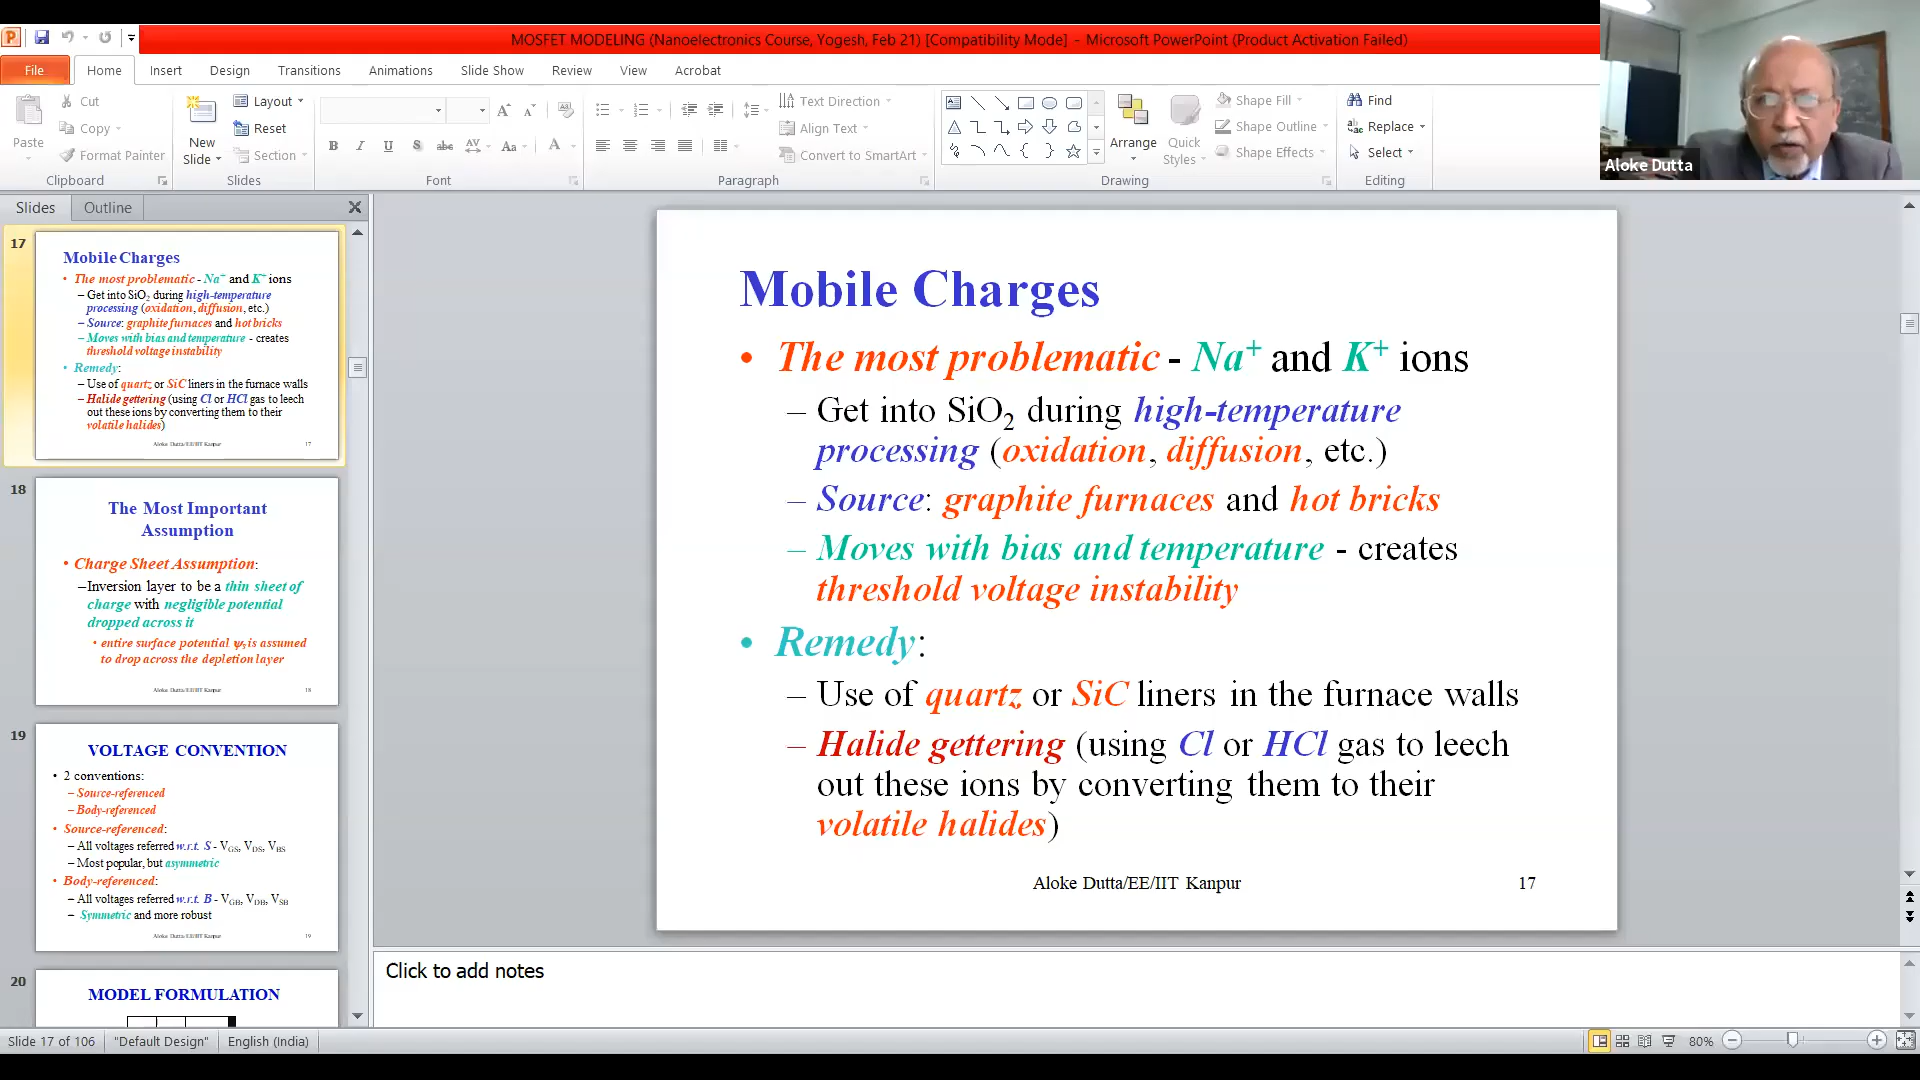 MOSFET MODELING (Nanoelectronics Course, Yogesh, Feb 21) [Compatibility Mode] - Microsoft PowerPoint (Product Activation Failed)
File Home Insert Design Transitions Animations Slide Show Review View Acrobat
Paste
Cut
Copy
Format Painter
Clipboard
New
Slide
Layout
Reset
Section
Slides
B I U S abc AV Aa A
Font
Text Direction
Align Text
Convert to SmartArt
Paragraph
Arrange
Quick
Styles
Shape Fill
Shape Outline
Shape Effects
Drawing
Find
Replace
Select
Editing
Aloke Dutta
Slides Outline
17
Mobile Charges
• The most problematic - Na⁺ and K⁺ ions
– Get into SiO₂ during high-temperature
processing (oxidation, diffusion, etc.)
– Source: graphite furnaces and hot bricks
– Moves with bias and temperature - creates
threshold voltage instability
• Remedy:
– Use of quartz or SiC liners in the furnace walls
– Halide gettering (using Cl or HCl gas to leech
out these ions by converting them to their
volatile halides)
Aloke Dutta/EE/IIT Kanpur 17
18
The Most Important
Assumption
• Charge Sheet Assumption:
–Inversion layer to be a thin sheet of
charge with negligible potential
dropped across it
• entire surface potential ψₛ is assumed
to drop across the depletion layer
Aloke Dutta/EE/IIT Kanpur 18
19
VOLTAGE CONVENTION
• 2 conventions:
– Source-referenced
– Body-referenced
• Source-referenced:
– All voltages referred w.r.t. S - V_GS, V_DS, V_BS
– Most popular, but asymmetric
• Body-referenced:
– All voltages referred w.r.t. B - V_GB, V_DB, V_SB
– Symmetric and more robust
Aloke Dutta/EE/IIT Kanpur 19
20
MODEL FORMULATION
Mobile Charges
• The most problematic - Na⁺ and K⁺ ions
– Get into SiO₂ during high-temperature
processing (oxidation, diffusion, etc.)
– Source: graphite furnaces and hot bricks
– Moves with bias and temperature - creates
threshold voltage instability
• Remedy:
– Use of quartz or SiC liners in the furnace walls
– Halide gettering (using Cl or HCl gas to leech
out these ions by converting them to their
volatile halides)
Aloke Dutta/EE/IIT Kanpur 17
Click to add notes
Slide 17 of 106 "Default Design" English (India) 80%